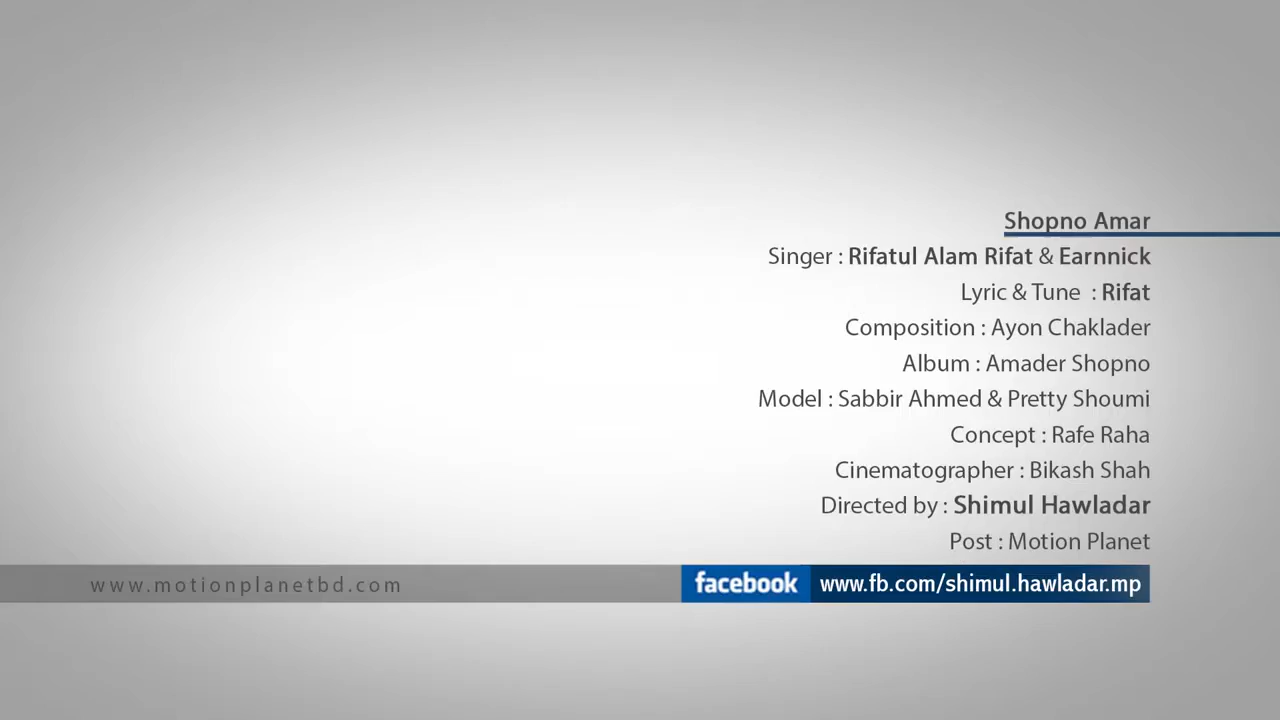 Shopno Amar
Singer : Rifatul Alam Rifat & Earnnick
Lyric & Tune : Rifat
Composition : Ayon Chaklader
Album : Amader Shopno
Model : Sabbir Ahmed & Pretty Shoumi
Concept : Rafe Raha
Cinematographer : Bikash Shah
Directed by : Shimul Hawladar
Post : Motion Planet
www.motionplanetbd.com
facebook www.fb.com/shimul.hawladar.mp